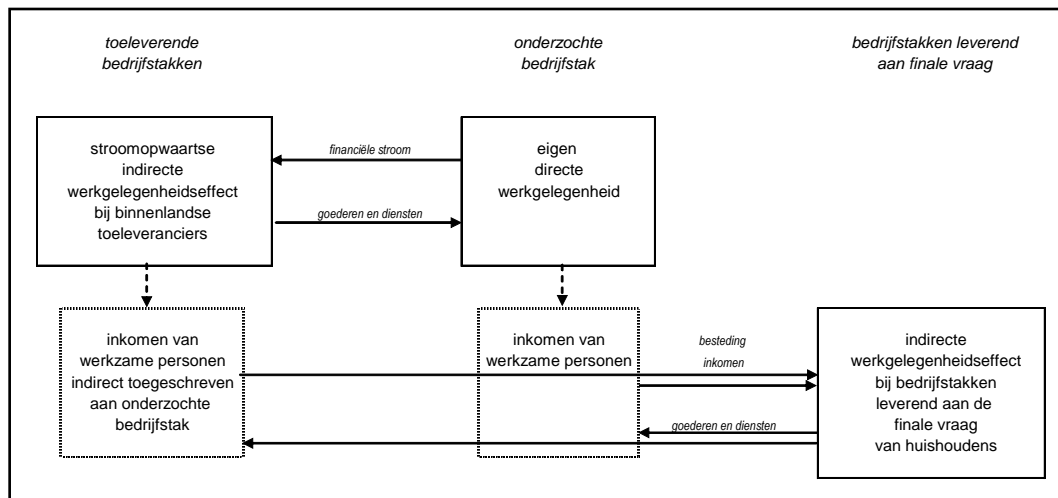 toeleverende
bedrijfstakken
onderzochte
bedrijfstak
bedrijfstakken leverend
aan finale vraag
stroomopwaartse
indirecte
werkgelegenheidseffect
bij binnenlandse
toeleveranciers
financiële stroom
goederen en diensten
eigen
directe
werkgelegenheid
inkomen van
werkzame personen
indirect toegeschreven
aan onderzochte
bedrijfstak
inkomen van
werkzame personen
besteding
inkomen
goederen en diensten
indirecte
werkgelegenheidseffect
bij bedrijfstakken
leverend aan de
finale vraag
van huishoudens